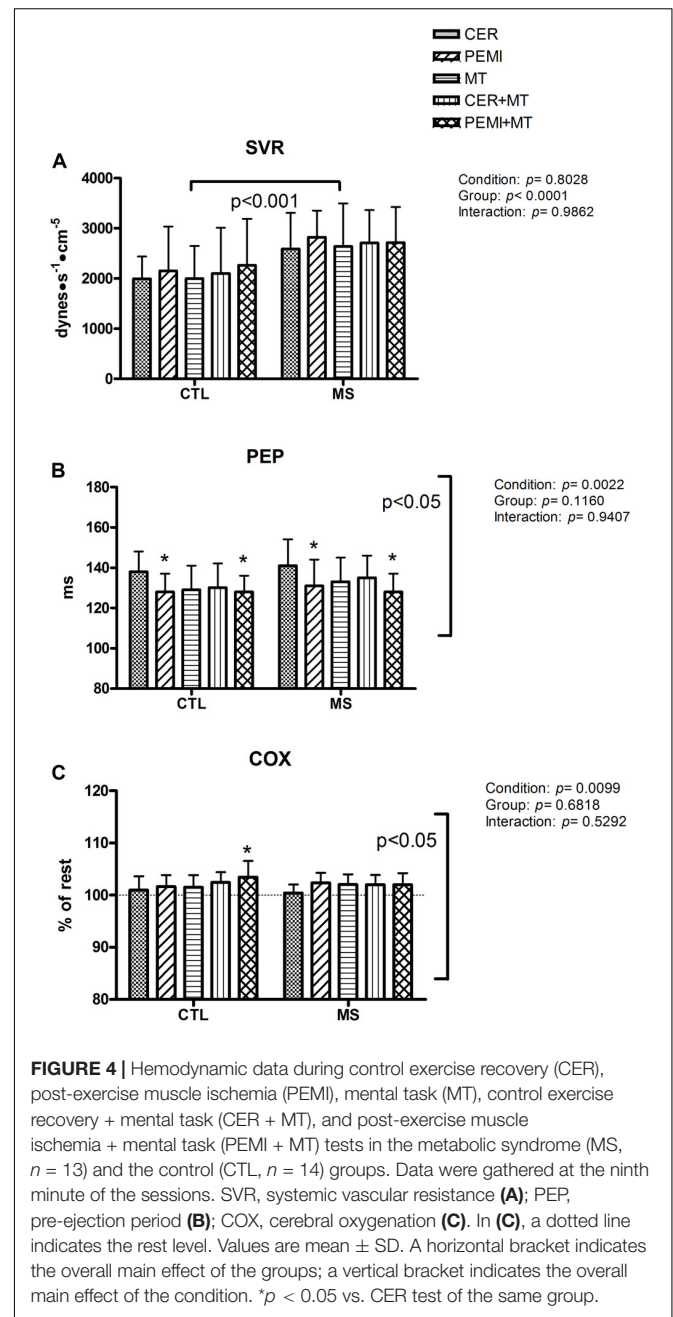 CER
PEMI
MT
CER+MT
PEMI+MT
A
SVR
Condition: p= 0.8028
Group: p< 0.0001
Interaction: p= 0.9862
p<0.001
dynes•s⁻¹•cm⁻⁵
4000
3000
2000
1000
0
CTL
MS
B
PEP
Condition: p= 0.0022
Group: p= 0.1160
Interaction: p= 0.9407
p<0.05
ms
180
160
140
120
100
80
*
*
*
*
CTL
MS
C
COX
Condition: p= 0.0099
Group: p= 0.6818
Interaction: p= 0.5292
p<0.05
% of rest
120
110
100
90
80
*
CTL
MS
FIGURE 4 | Hemodynamic data during control exercise recovery (CER),
post-exercise muscle ischemia (PEMI), mental task (MT), control exercise
recovery + mental task (CER + MT), and post-exercise muscle
ischemia + mental task (PEMI + MT) tests in the metabolic syndrome (MS,
n = 13) and the control (CTL, n = 14) groups. Data were gathered at the ninth
minute of the sessions. SVR, systemic vascular resistance (A); PEP,
pre-ejection period (B); COX, cerebral oxygenation (C). In (C), a dotted line
indicates the rest level. Values are mean ± SD. A horizontal bracket indicates
the overall main effect of the groups; a vertical bracket indicates the overall
main effect of the condition. *p < 0.05 vs. CER test of the same group.